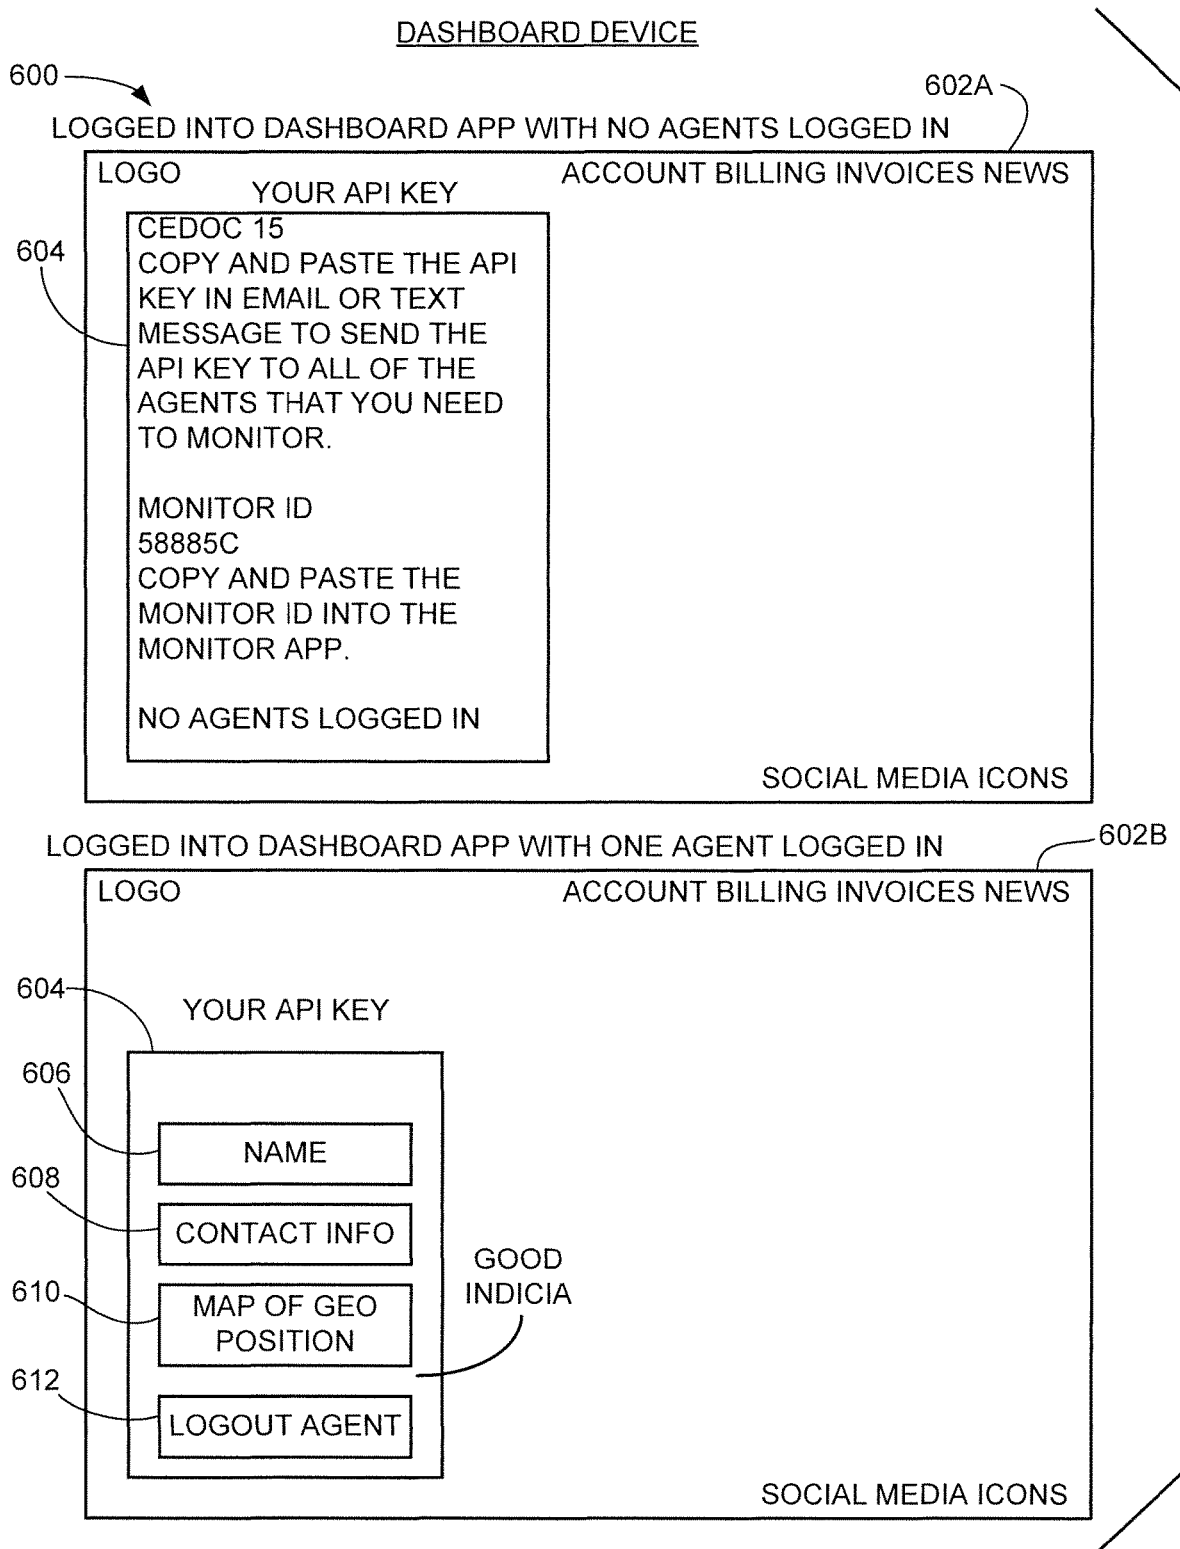 DASHBOARD DEVICE
600
602A
LOGGED INTO DASHBOARD APP WITH NO AGENTS LOGGED IN
LOGO
ACCOUNT BILLING INVOICES NEWS
YOUR API KEY
604
CEDOC 15
COPY AND PASTE THE API
KEY IN EMAIL OR TEXT
MESSAGE TO SEND THE
API KEY TO ALL OF THE
AGENTS THAT YOU NEED
TO MONITOR.
MONITOR ID
58885C
COPY AND PASTE THE
MONITOR ID INTO THE
MONITOR APP.
NO AGENTS LOGGED IN
SOCIAL MEDIA ICONS
LOGGED INTO DASHBOARD APP WITH ONE AGENT LOGGED IN
602B
LOGO
ACCOUNT BILLING INVOICES NEWS
604
YOUR API KEY
606
NAME
608
CONTACT INFO
GOOD
INDICIA
610
MAP OF GEO
POSITION
612
LOGOUT AGENT
SOCIAL MEDIA ICONS